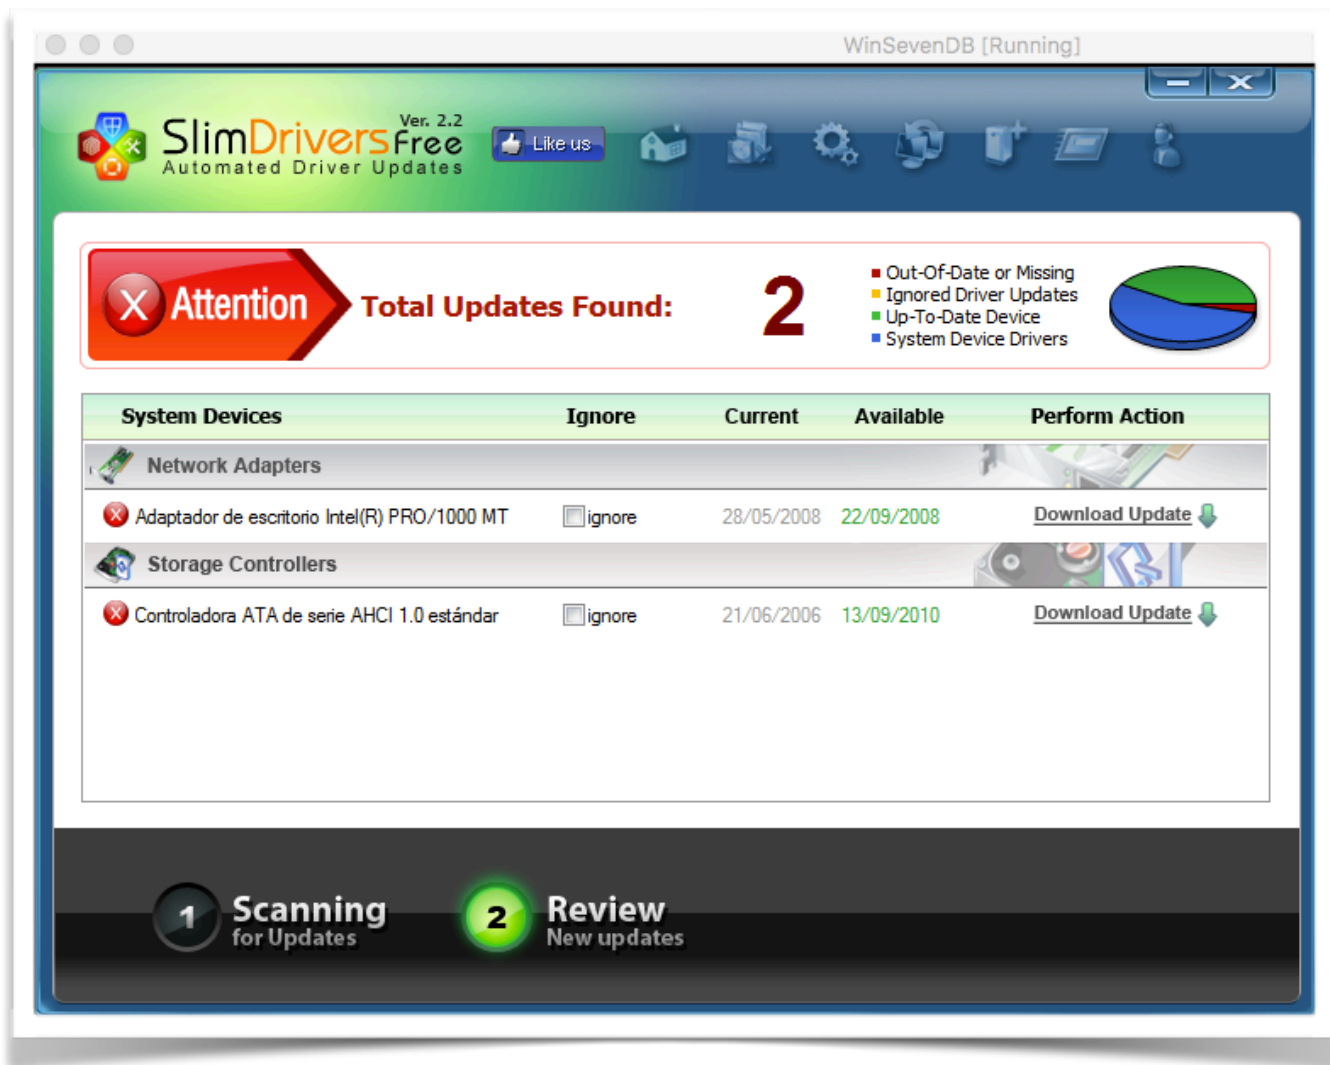 WinSevenDB [Running]
SlimDrivers Free Ver. 2.2
Automated Driver Updates
Like us
Attention
Total Updates Found: 2
Out-Of-Date or Missing
Ignored Driver Updates
Up-To-Date Device
System Device Drivers
System Devices Ignore Current Available Perform Action
Network Adapters
Adaptador de escritorio Intel(R) PRO/1000 MT ignore 28/05/2008 22/09/2008 Download Update
Storage Controllers
Controladora ATA de serie AHCI 1.0 estándar ignore 21/06/2006 13/09/2010 Download Update
1 Scanning
for Updates
2 Review
New updates